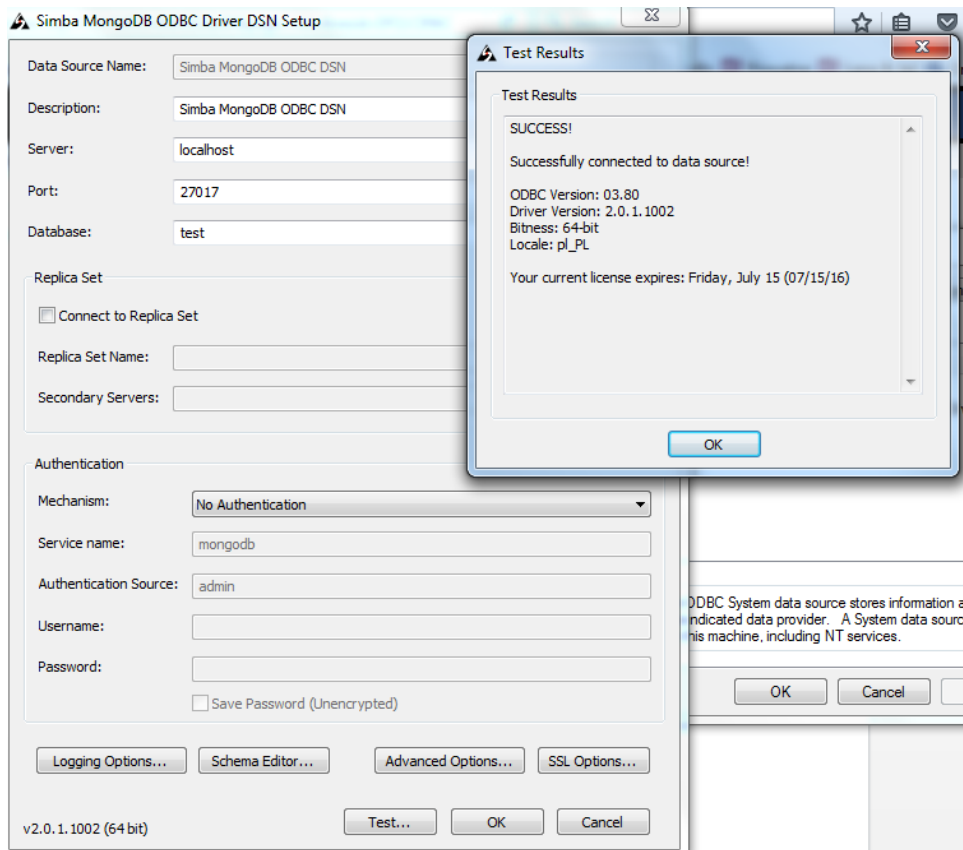 Simba MongoDB ODBC Driver DSN Setup
Data Source Name: Simba MongoDB ODBC DSN
Description: Simba MongoDB ODBC DSN
Server: localhost
Port: 27017
Database: test
Replica Set
Connect to Replica Set
Replica Set Name:
Secondary Servers:
Authentication
Mechanism: No Authentication
Service name: mongodb
Authentication Source: admin
Username:
Password:
Save Password (Unencrypted)
Logging Options... Schema Editor... Advanced Options... SSL Options...
v2.0.1.1002 (64 bit) Test... OK Cancel
Test Results
Test Results
SUCCESS!
Successfully connected to data source!
ODBC Version: 03.80
Driver Version: 2.0.1.1002
Bitness: 64-bit
Locale: pl_PL
Your current license expires: Friday, July 15 (07/15/16)
OK
ODBC System data source stores information a
indicated data provider. A System data sourc
his machine, including NT services.
OK Cancel